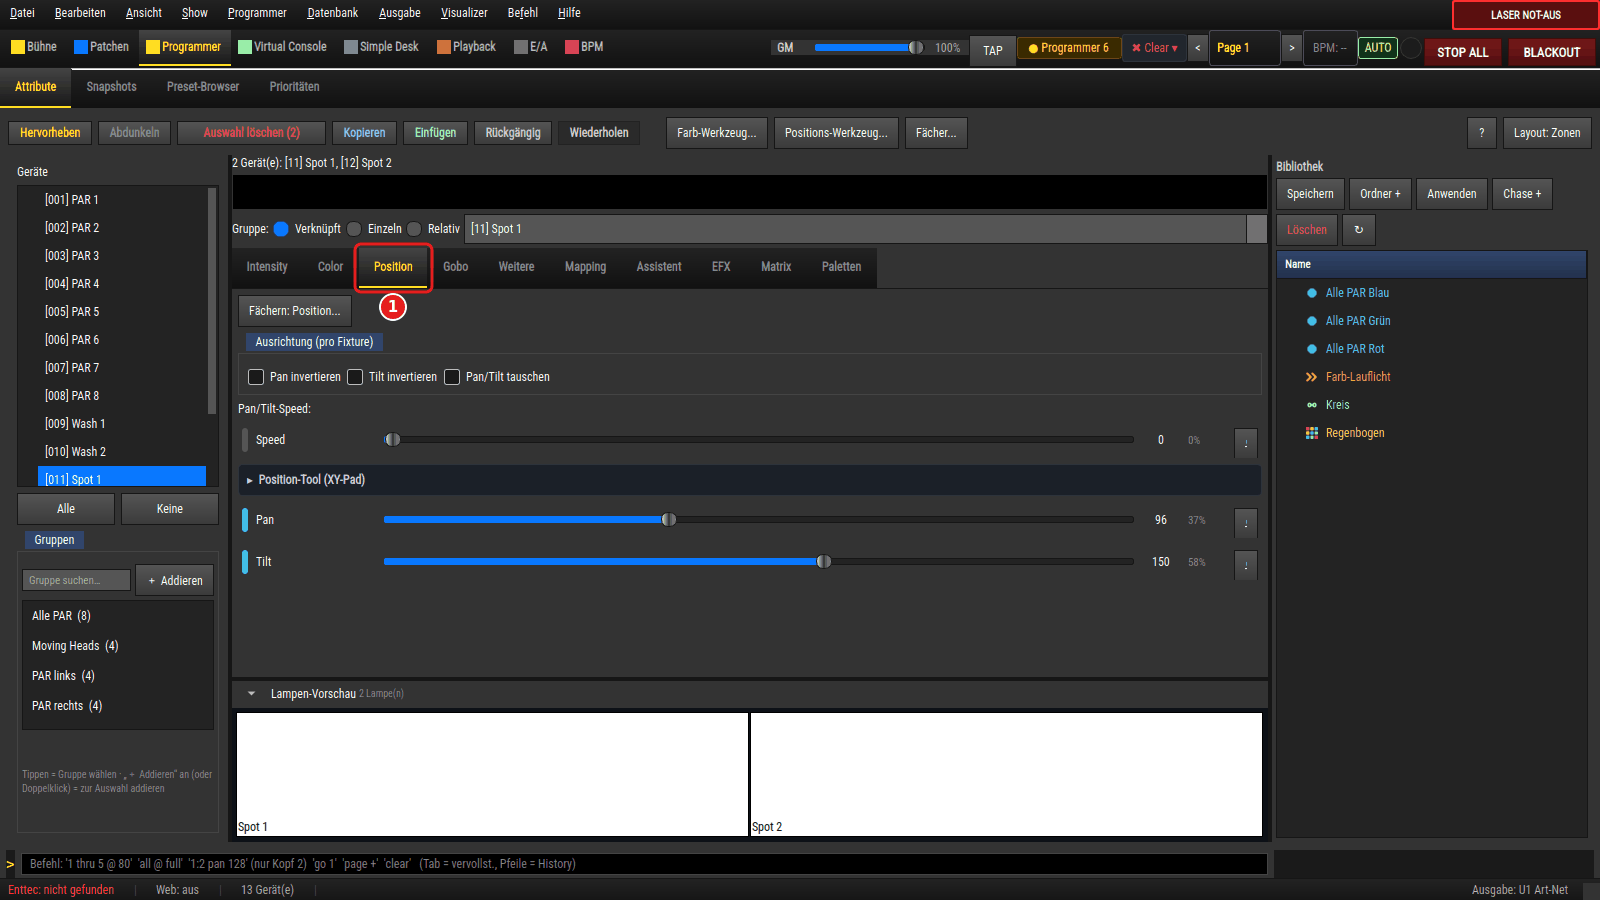 Datei Bearbeiten Ansicht Show Programmer Datenbank Ausgabe Visualizer Befehl Hilfe LASER NOT-AUS
Bühne Patchen Programmer Virtual Console Simple Desk Playback E/A BPM GM 100% TAP Programmer 6 ✖ Clear ▾ < Page 1 > BPM: -- AUTO STOP ALL BLACKOUT
Attribute Snapshots Preset-Browser Prioritäten
Hervorheben Abdunkeln Auswahl löschen (2) Kopieren Einfügen Rückgängig Wiederholen Farb-Werkzeug... Positions-Werkzeug... Fächer... ? Layout: Zonen
Geräte
[001] PAR 1
[002] PAR 2
[003] PAR 3
[004] PAR 4
[005] PAR 5
[006] PAR 6
[007] PAR 7
[008] PAR 8
[009] Wash 1
[010] Wash 2
[011] Spot 1
Alle Keine
Gruppen
Gruppe suchen... + Addieren
Alle PAR (8)
Moving Heads (4)
PAR links (4)
PAR rechts (4)
Tippen = Gruppe wählen · „ + Addieren" an (oder
Doppelklick) = zur Auswahl addieren
2 Gerät(e): [11] Spot 1, [12] Spot 2
Gruppe: Verknüpft Einzeln Relativ [11] Spot 1
Intensity Color Position Gobo Weitere Mapping Assistent EFX Matrix Paletten
1
Fächern: Position...
Ausrichtung (pro Fixture)
Pan invertieren Tilt invertieren Pan/Tilt tauschen
Pan/Tilt-Speed:
Speed 0 0%
▸ Position-Tool (XY-Pad)
Pan 96 37%
Tilt 150 58%
Lampen-Vorschau 2 Lampe(n)
Spot 1 Spot 2
Bibliothek
Speichern Ordner + Anwenden Chase +
Löschen ↻
Name
Alle PAR Blau
Alle PAR Grün
Alle PAR Rot
Farb-Lauflicht
Kreis
Regenbogen
> Befehl: '1 thru 5 @ 80' 'all @ full' '1:2 pan 128' (nur Kopf 2) 'go 1' 'page +' 'clear' (Tab = vervollst., Pfeile = History)
Enttec: nicht gefunden Web: aus 13 Gerät(e) Ausgabe: U1 Art-Net